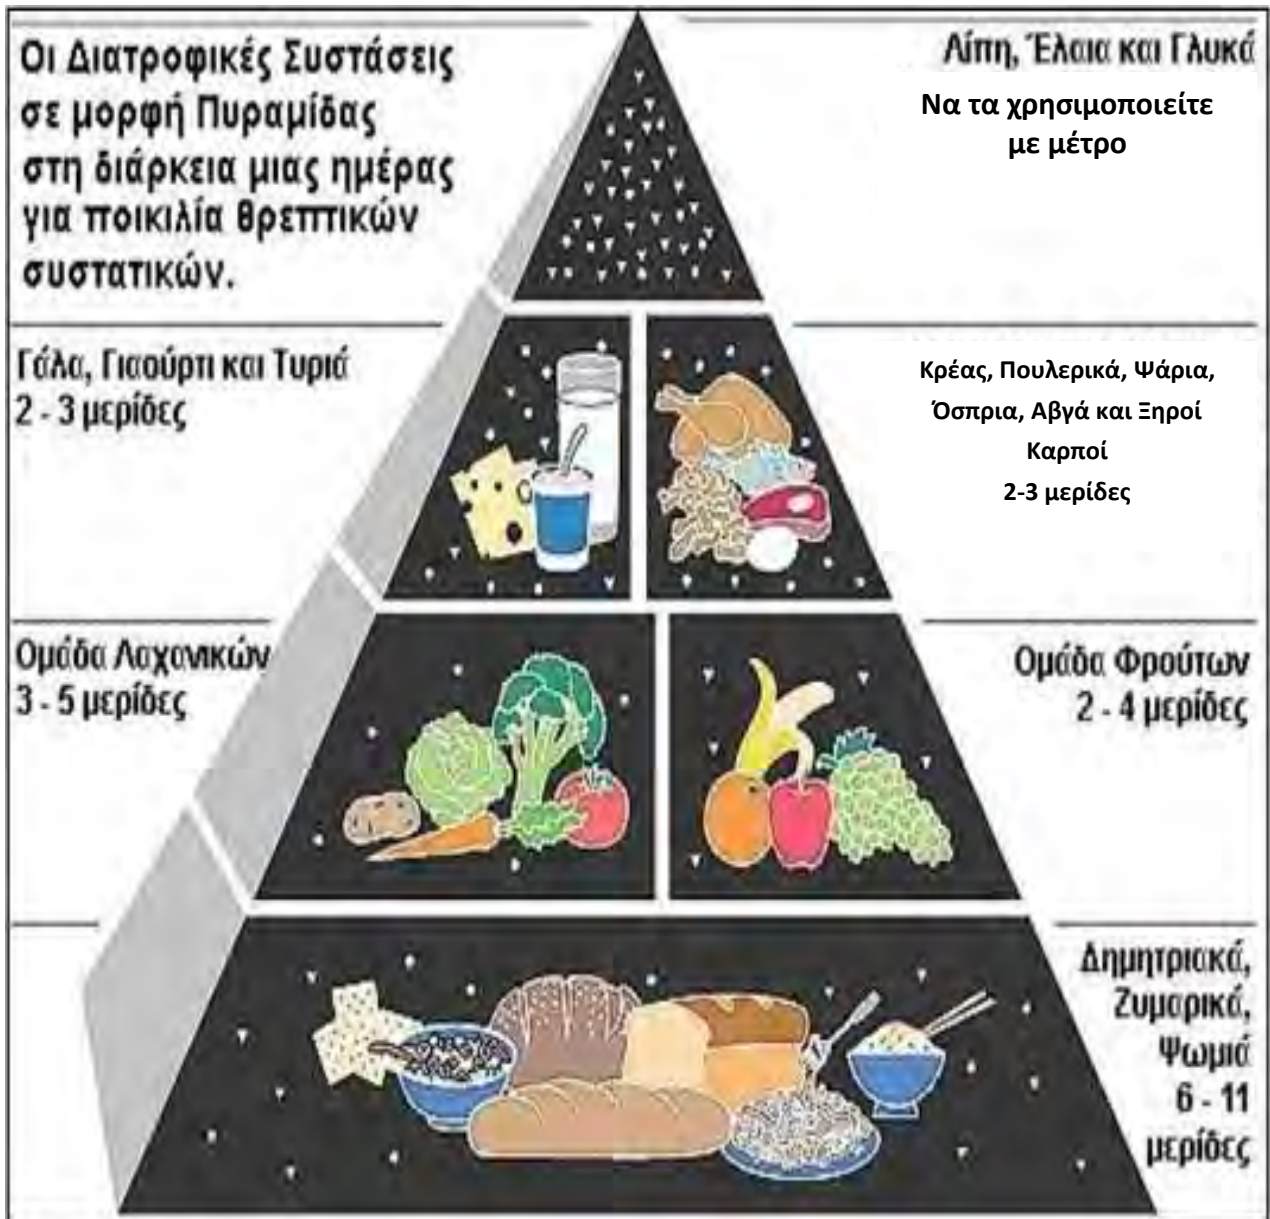 Οι Διατροφικές Συστάσεις
σε μορφή Πυραμίδας
στη διάρκεια μιας ημέρας
για ποικιλία θρεπτικών
συστατικών.
Λίπη, Έλαια και Γλυκά
Να τα χρησιμοποιείτε
με μέτρο
Γάλα, Γιαούρτι και Τυριά
2 - 3 μερίδες
Κρέας, Πουλερικά, Ψάρια,
Όσπρια, Αβγά και Ξηροί
Καρποί
2-3 μερίδες
Ομάδα Λαχανικών
3 - 5 μερίδες
Ομάδα Φρούτων
2 - 4 μερίδες
Δημητριακά,
Ζυμαρικά,
Ψωμιά
6 - 11
μερίδες